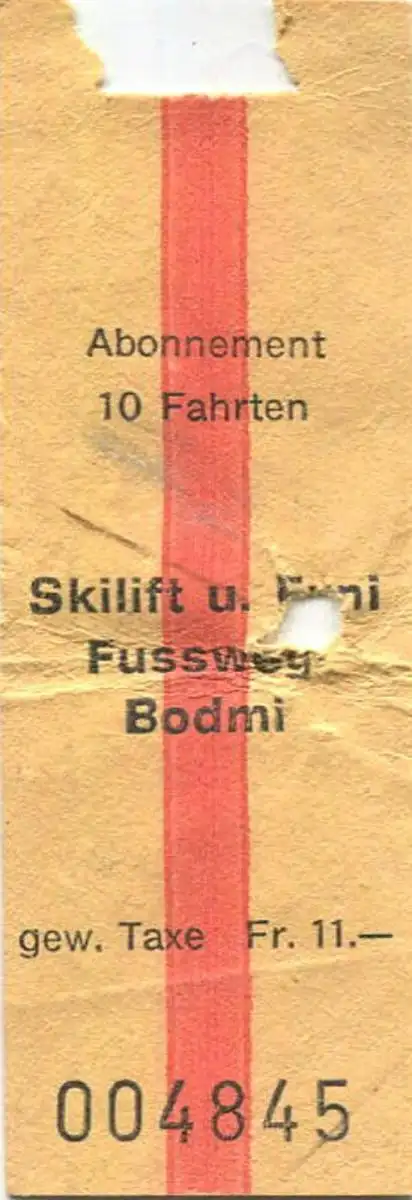 Abonnement
10 Fahrten
Skilift u.
Fussweg
Bodmi
gew. Taxe Fr. 11.—
004845